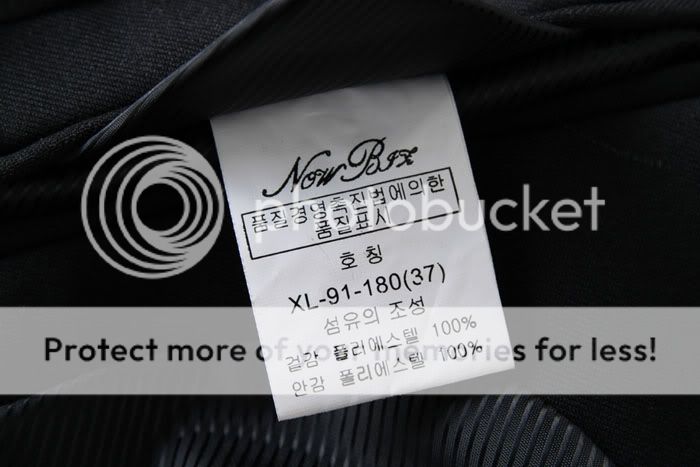 Now Bix
품질경영촉진법에의한
품질표시
photobucket
호 칭
XL-91-180(37)
섬유의 조성
Protect more of your memories for less!
겉감 폴리에스텔 100%
안감 폴리에스텔 100%